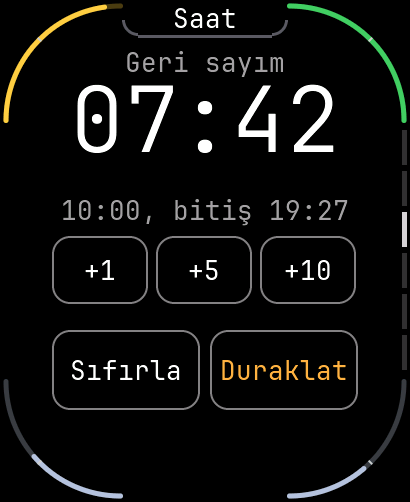 Saat
Geri sayım
07:42
10:00, bitiş 19:27
+1 +5 +10
Sıfırla Duraklat